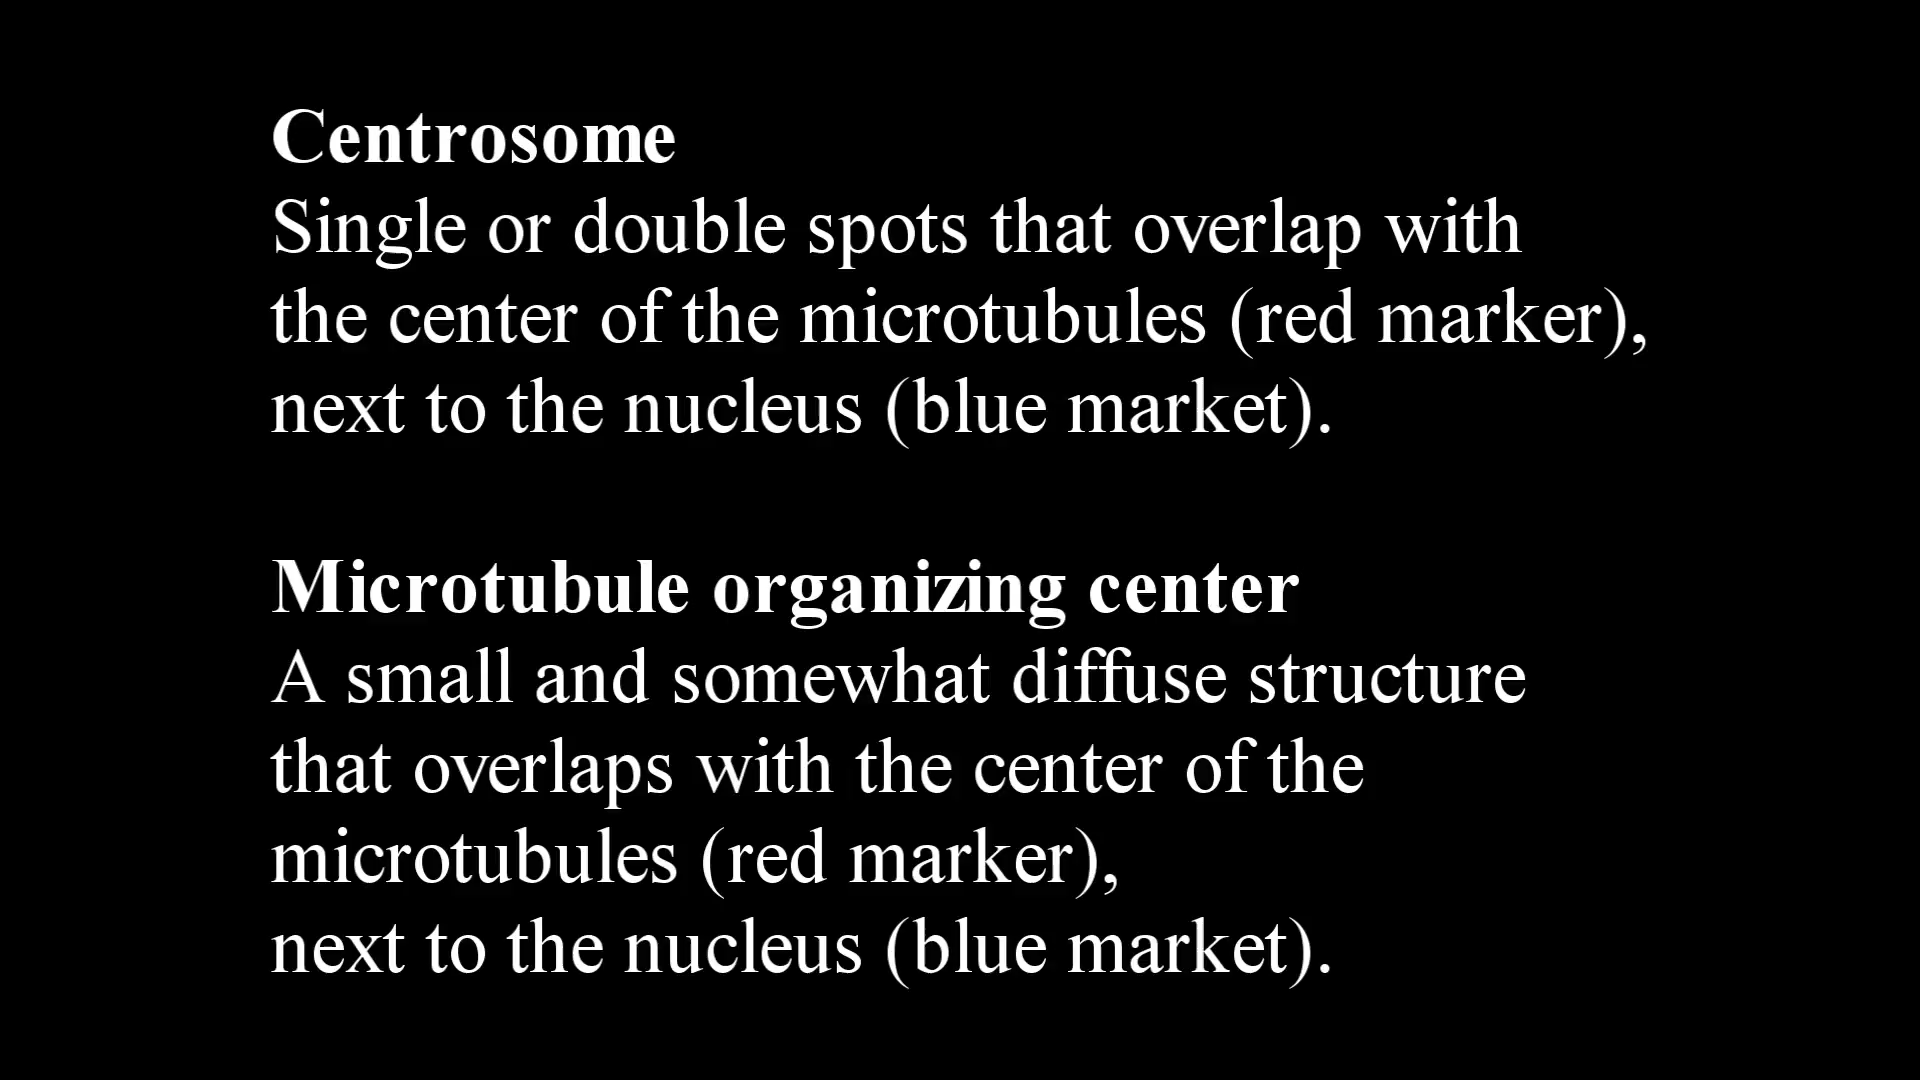 Centrosome
Single or double spots that overlap with
the center of the microtubules (red marker),
next to the nucleus (blue market).
Microtubule organizing center
A small and somewhat diffuse structure
that overlaps with the center of the
microtubules (red marker),
next to the nucleus (blue market).